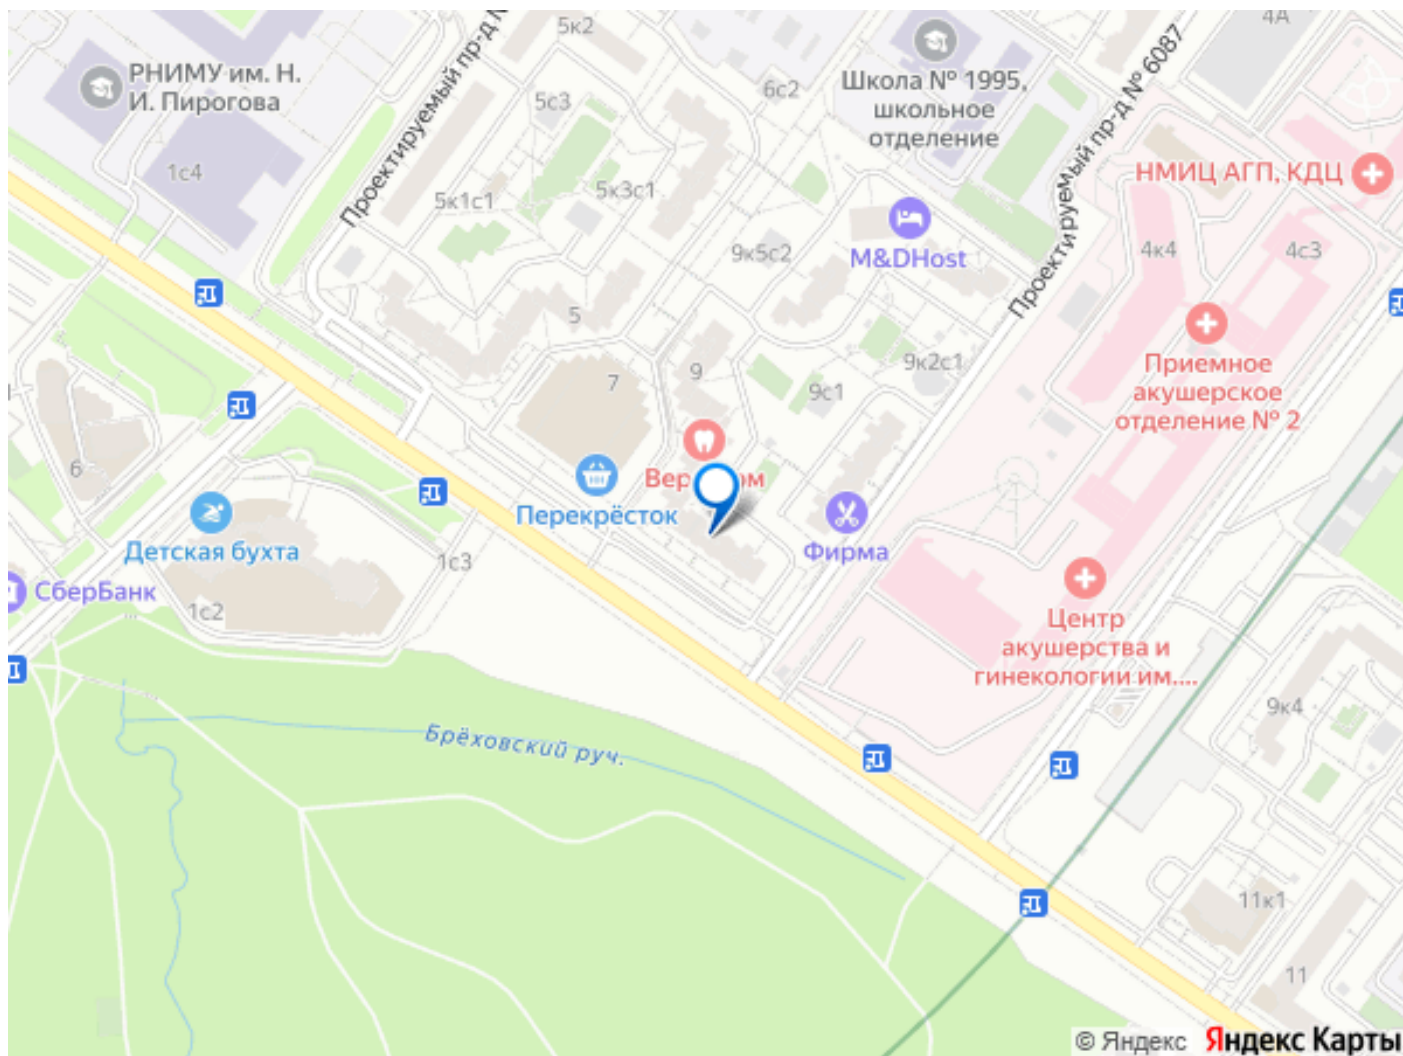 5к2
4А
Проектируемый пр-д №
Проектируемый пр-д № 6087
РНИМУ им. Н.
И. Пирогова
Школа № 1995,
школьное
отделение
6с2
5с3
1с4
5к1с1
5к3с1
НМИЦ АГП, КДЦ
9к5с2
M&DHost
4к4
4с3
5
7
9
9с1
9к2с1
Приемное
акушерское
отделение № 2
6
Вер
ом
Перекрёсток
Фирма
Детская бухта
1с3
СберБанк
1с2
Центр
акушерства и
гинекологии им....
9к4
Брёховский руч.
11к1
11
© Яндекс Яндекс Карты